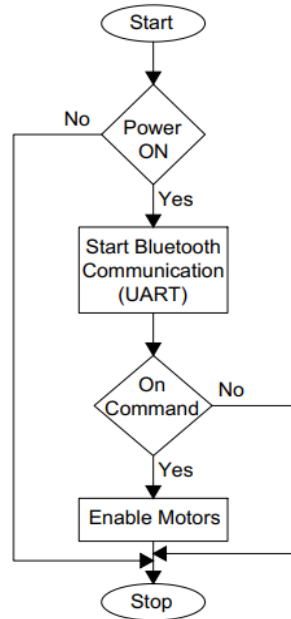 Start
No
Power
ON
Yes
Start Bluetooth
Communication
(UART)
On
Command
No
Yes
Enable Motors
Stop